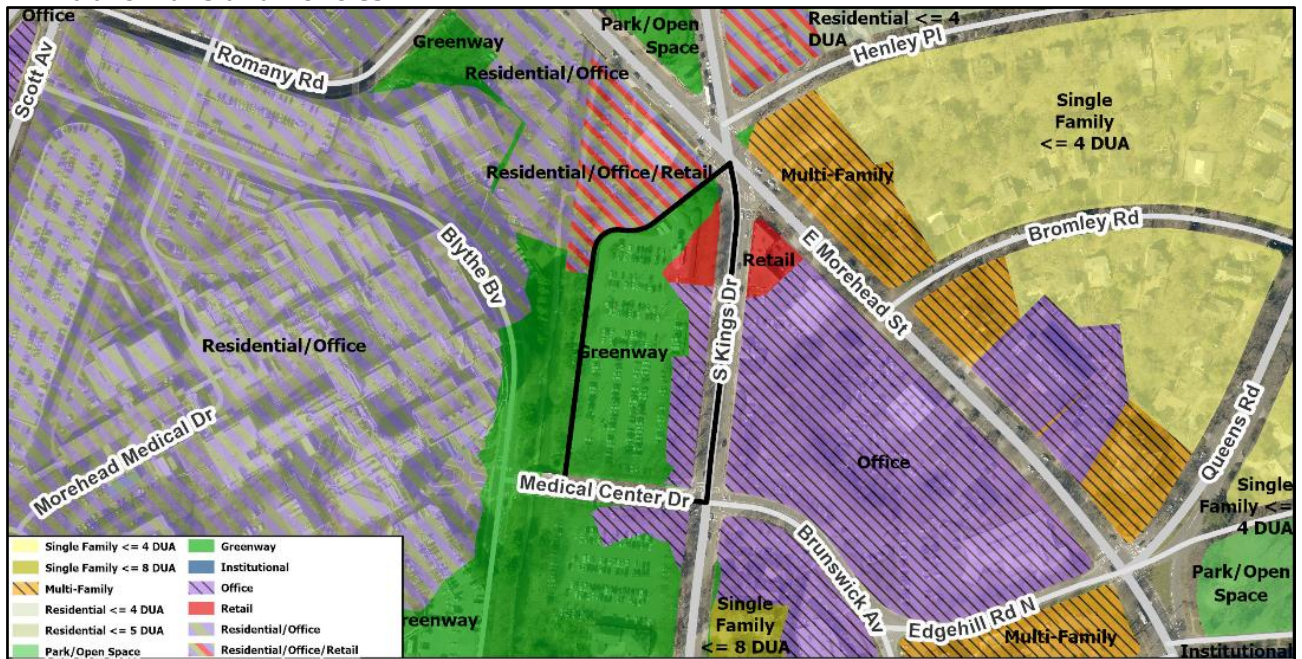 Office
Scott Av
Romany Rd
Greenway
Residential/Office
Park/Open
Space
Residential <= 4
DUA
Henley Pl
Single
Family
<= 4 DUA
Residential/Office/Retail
Multi-Family
Bromley Rd
Blythe Bv
Retail
E Morehead St
Residential/Office
Greenway
S Kings Dr
Queens Rd
Morehead Medical Dr
Office
Medical Center Dr
Single
Family <=
4 DUA
Brunswick Av
Park/Open
Space
Edgehill Rd N
reenway
Single
Family
<= 8 DUA
Multi-Family
Institutional
Single Family <= 4 DUA
Single Family <= 8 DUA
Multi-Family
Residential <= 4 DUA
Residential <= 5 DUA
Park/Open Space
Greenway
Institutional
Office
Retail
Residential/Office
Residential/Office/Retail